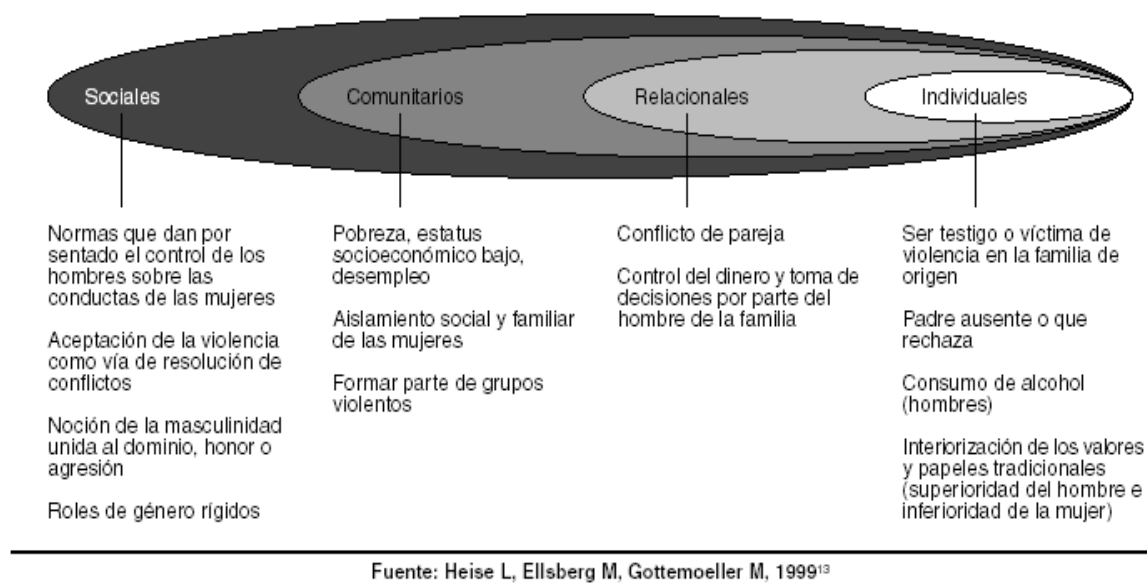 Sociales
Comunitarios
Relacionales
Individuales
Normas que dan por
sentado el control de los
hombres sobre las
conductas de las mujeres
Aceptación de la violencia
como vía de resolución de
conflictos
Noción de la masculinidad
unida al dominio, honor o
agresión
Roles de género rígidos
Pobreza, estatus
socioeconómico bajo,
desempleo
Aislamiento social y familiar
de las mujeres
Formar parte de grupos
violentos
Conflicto de pareja
Control del dinero y toma de
decisiones por parte del
hombre de la familia
Ser testigo o víctima de
violencia en la familia de
origen
Padre ausente o que
rechaza
Consumo de alcohol
(hombres)
Interiorización de los valores
y papeles tradicionales
(superioridad del hombre e
inferioridad de la mujer)
Fuente: Heise L, Ellsberg M, Gottemoeller M, 1999¹³